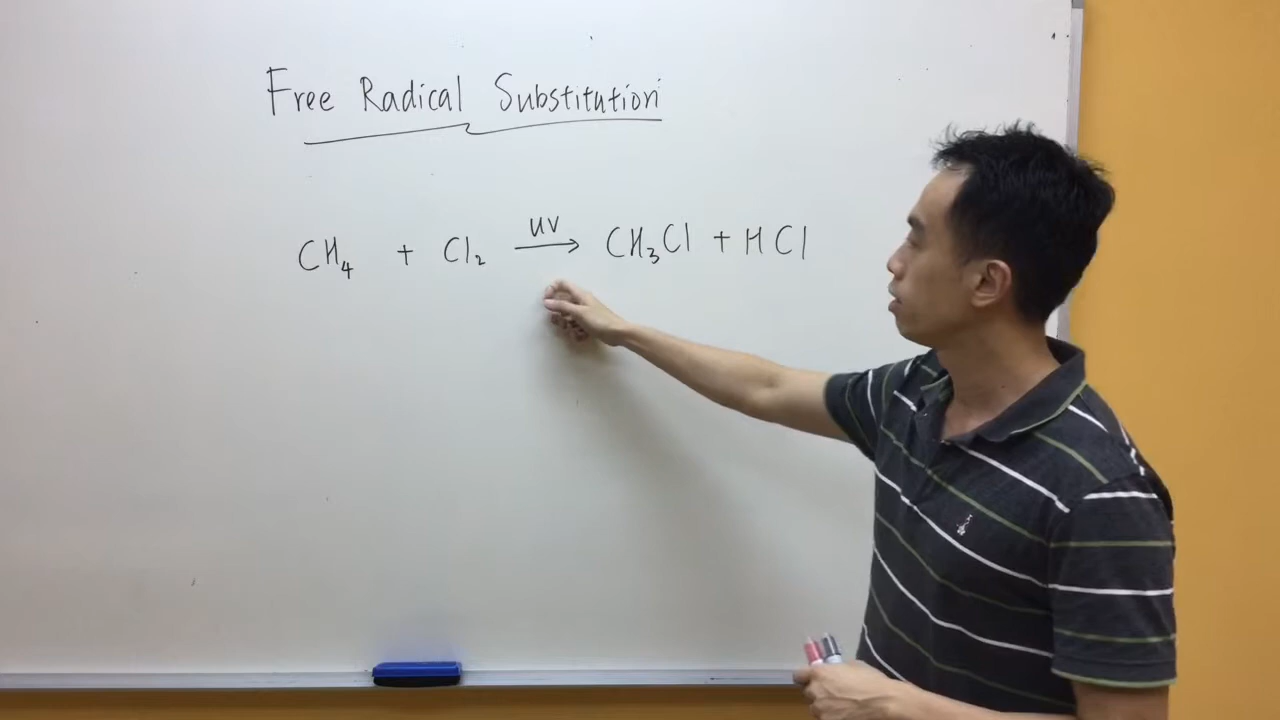 Free Radical Substitution
CH₄ + Cl₂ UV→ CH₃Cl + HCl